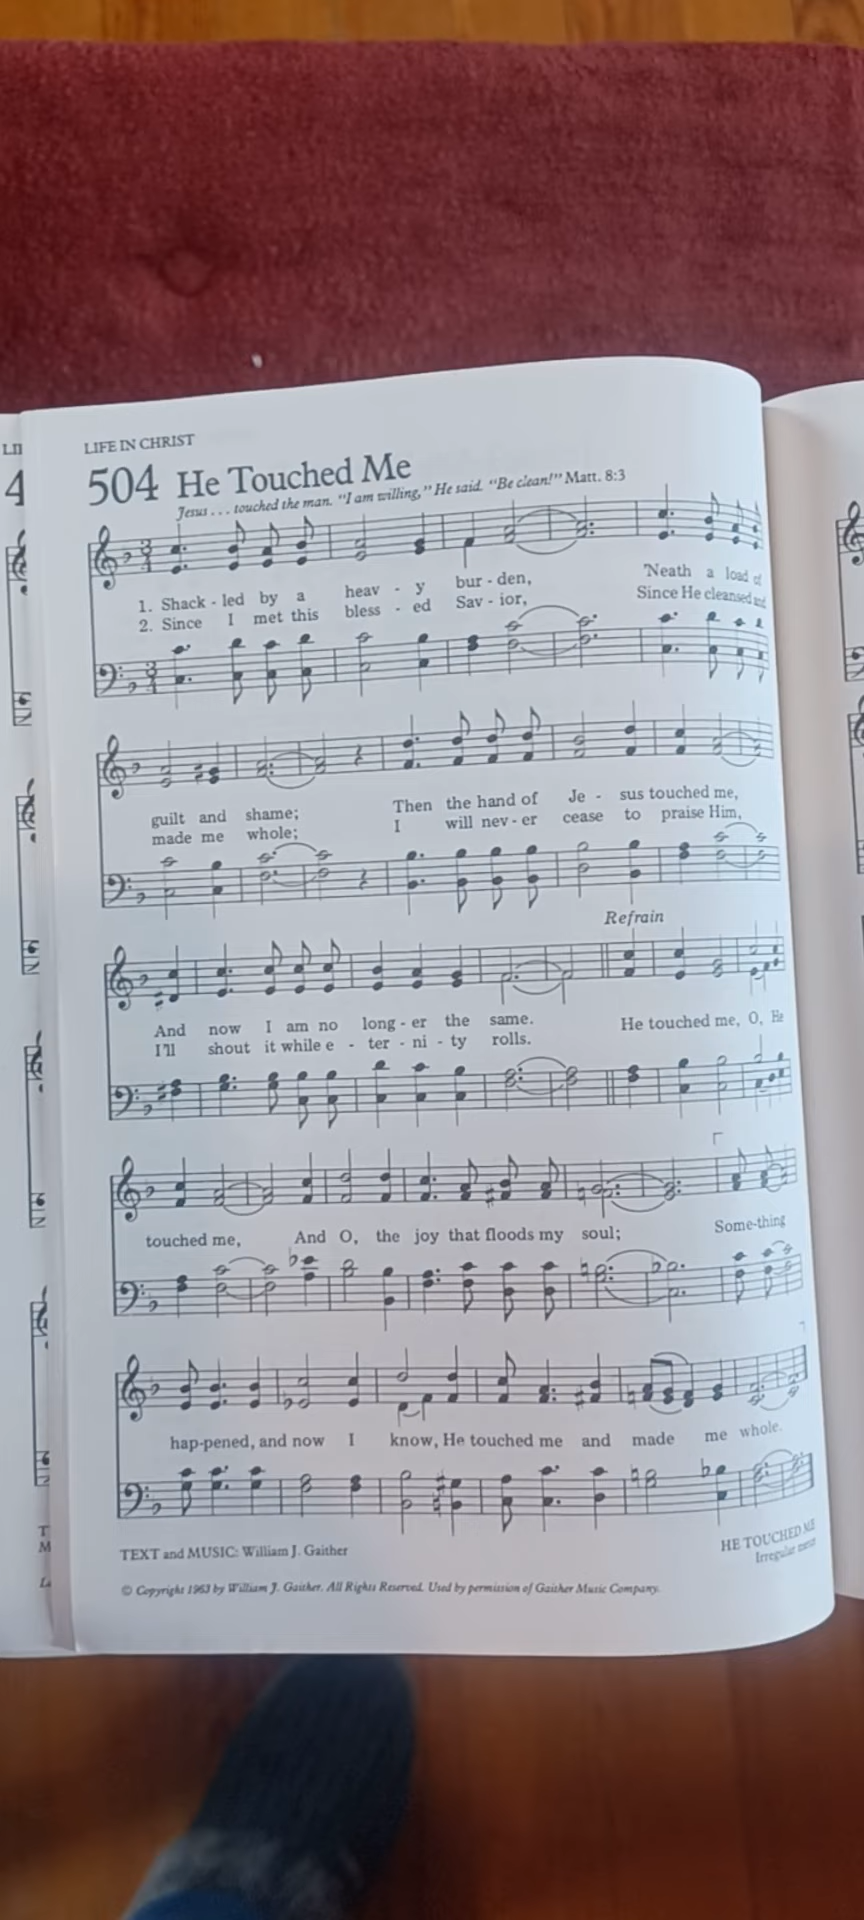 LIFE IN CHRIST
504 He Touched Me
Jesus . . . touched the man. "I am willing," He said. "Be clean!" Matt. 8:3
1. Shack - led by a heav - y bur - den, 'Neath a load of
2. Since I met this bless - ed Sav - ior, Since He cleansed and
guilt and shame; Then the hand of Je - sus touched me,
made me whole; I will nev - er cease to praise Him,
Refrain
And now I am no long - er the same. He touched me, O, He
I'll shout it while e - ter - ni - ty rolls.
touched me, And O, the joy that floods my soul; Some-thing
hap-pened, and now I know, He touched me and made me whole.
TEXT and MUSIC: William J. Gaither
HE TOUCHED ME
Irregular meter
© Copyright 1963 by William J. Gaither. All Rights Reserved. Used by permission of Gaither Music Company.